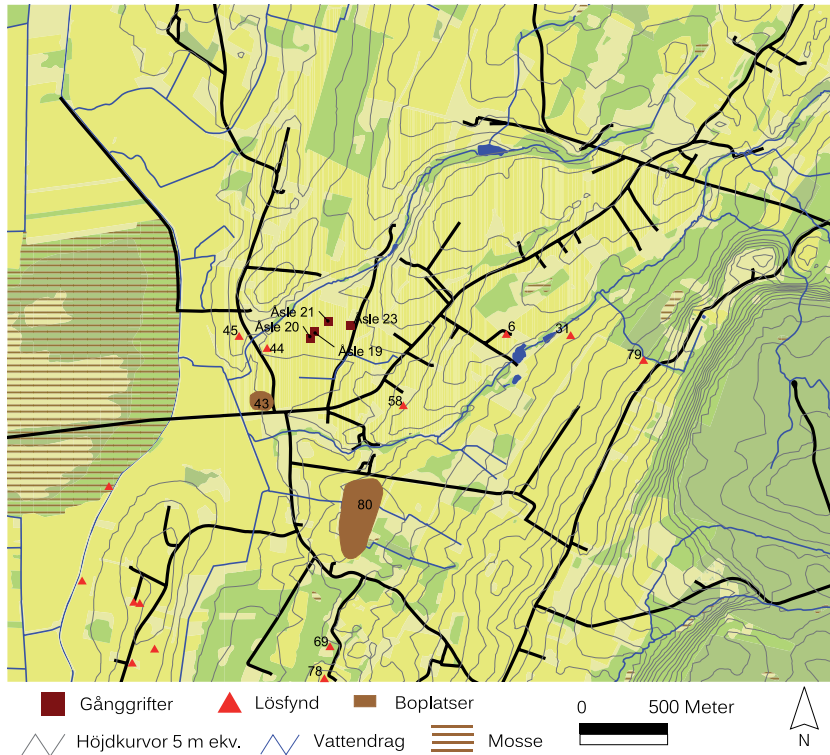 Åsle 21
Åsle 23
Åsle 20
Åsle 19
45
44
6
31
79
43
58
80
69
78
Gånggrifter
Lösfynd
Boplatser
0 500 Meter
Höjdkurvor 5 m ekv.
Vattendrag
Mosse
N